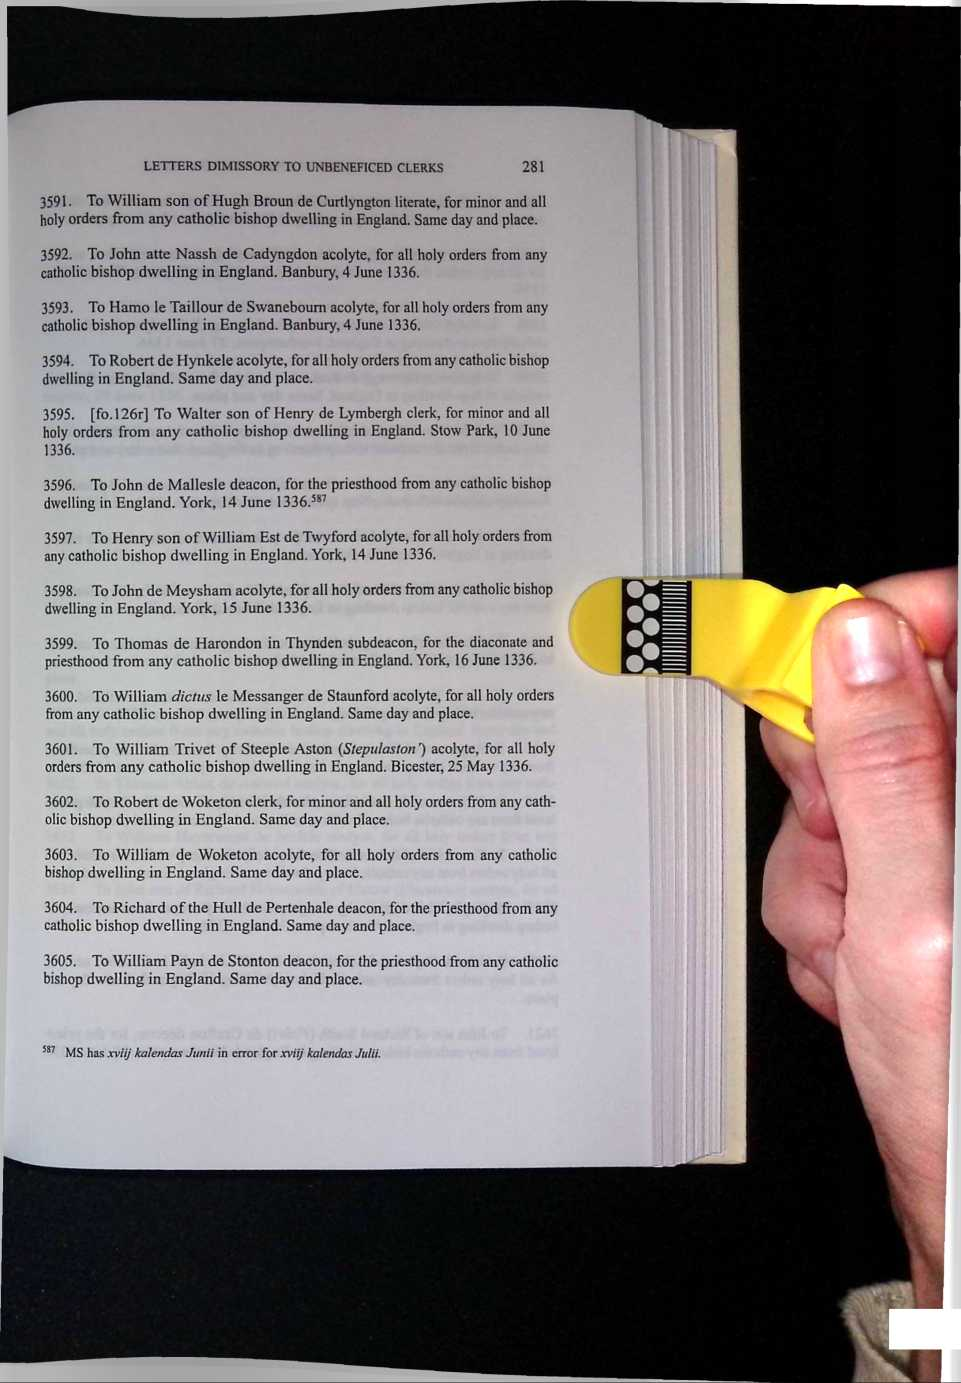 LETTERS DIMISSORY TO UNBENEFICED CLERKS 281
3591. To William son of Hugh Broun de Curtlyngton literate, for minor and all
holy orders from any catholic bishop dwelling in England. Same day and place.
3592. To John atte Nassh de Cadyngdon acolyte, for all holy orders from any
catholic bishop dwelling in England. Banbury, 4 June 1336.
3593. To Hamo le Taillour de Swanebourn acolyte, for all holy orders from any
catholic bishop dwelling in England. Banbury, 4 June 1336.
3594. To Robert de Hynkele acolyte, for all holy orders from any catholic bishop
dwelling in England. Same day and place.
3595. [fo.126r] To Walter son of Henry de Lymbergh clerk, for minor and all
holy orders from any catholic bishop dwelling in England. Stow Park, 10 June
1336.
3596. To John de Mallesle deacon, for the priesthood from any catholic bishop
dwelling in England. York, 14 June 1336.587
3597. To Henry son of William Est de Twyford acolyte, for all holy orders from
any catholic bishop dwelling in England. York, 14 June 1336.
3598. To John de Meysham acolyte, for all holy orders from any catholic bishop
dwelling in England. York, 15 June 1336.
3599. To Thomas de Harondon in Thynden subdeacon, for the diaconate and
priesthood from any catholic bishop dwelling in England. York, 16 June 1336.
3600. To William dictus le Messanger de Staunford acolyte, for all holy orders
from any catholic bishop dwelling in England. Same day and place.
3601. To William Trivet of Steeple Aston (Stepulaston') acolyte, for all holy
orders from any catholic bishop dwelling in England. Bicester, 25 May 1336.
3602. To Robert de Woketon clerk, for minor and all holy orders from any cath-
olic bishop dwelling in England. Same day and place.
3603. To William de Woketon acolyte, for all holy orders from any catholic
bishop dwelling in England. Same day and place.
3604. To Richard of the Hull de Pertenhale deacon, for the priesthood from any
catholic bishop dwelling in England. Same day and place.
3605. To William Payn de Stonton deacon, for the priesthood from any catholic
bishop dwelling in England. Same day and place.
587 MS has xviij kalendas Junii in error for xviij kalendas Julii.